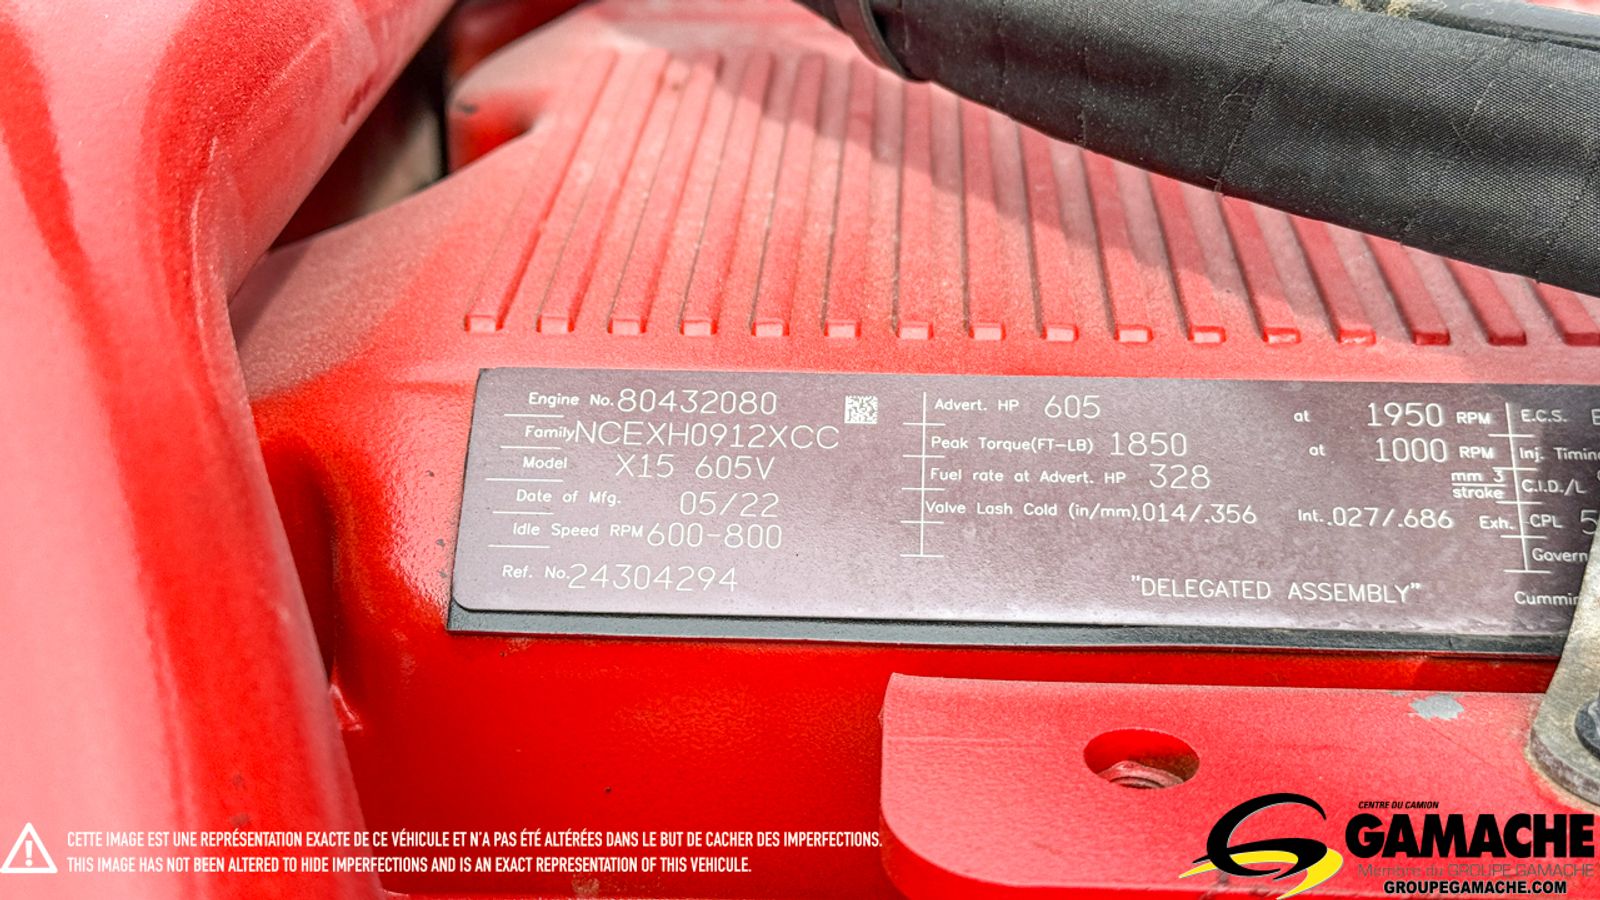 Engine No. 80432080
Family NCEXH0912XCC
Model X15 605V
Date of Mfg. 05/22
Idle Speed RPM 600-800
Ref. No. 24304294
Advert. HP 605 at 1950 RPM
Peak Torque(FT-LB) 1850 at 1000 RPM
Fuel rate at Advert. HP 328 mm 3 stroke
Valve Lash Cold (in/mm) .014/.356 Int. .027/.686 Exh.
"DELEGATED ASSEMBLY"
E.C.S.
Inj.
C.I.D./L
CPL 5
CETTE IMAGE EST UNE REPRÉSENTATION EXACTE DE CE VÉHICULE ET N'A PAS ÉTÉ ALTÉRÉES DANS LE BUT DE CACHER DES IMPERFECTIONS.
THIS IMAGE HAS NOT BEEN ALTERED TO HIDE IMPERFECTIONS AND IS AN EXACT REPRESENTATION OF THIS VEHICULE.
CENTRE DU CAMION
GAMACHE
Membre du GROUPE GAMACHE
GROUPEGAMACHE.COM